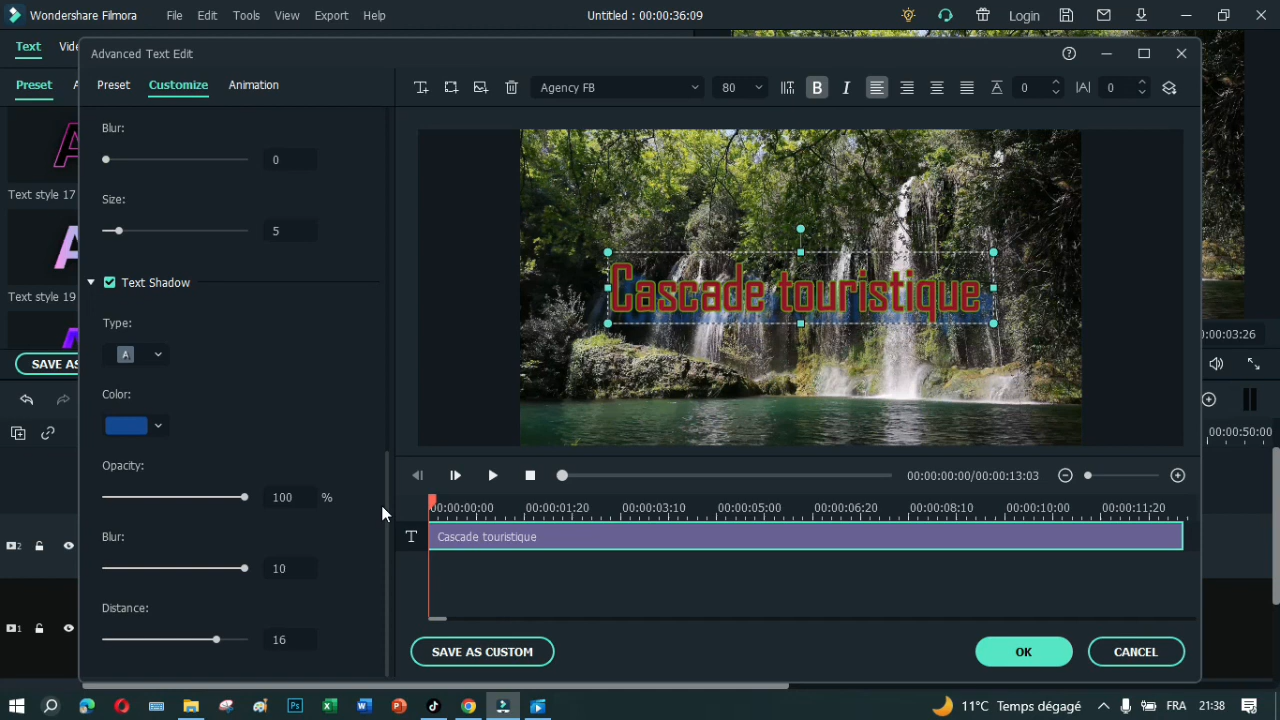 Wondershare Filmora
File Edit Tools View Export Help
Untitled : 00:00:36:09
Login
Text
Preset
Text style 17
Text style 19
SAVE AS
Advanced Text Edit
Preset Customize Animation
Blur:
0
Size:
5
Text Shadow
Type:
A
Color:
Opacity:
100 %
Blur:
10
Distance:
16
Agency FB 80 B I 0 0
Cascade touristique
00:00:00:00/00:00:13:03
00:00:00:00 00:00:01:20 00:00:03:10 00:00:05:00 00:00:06:20 00:00:08:10 00:00:10:00 00:00:11:20
T Cascade touristique
SAVE AS CUSTOM OK CANCEL
00:00:50:00
2
1
11°C Temps dégagé FRA 21:38